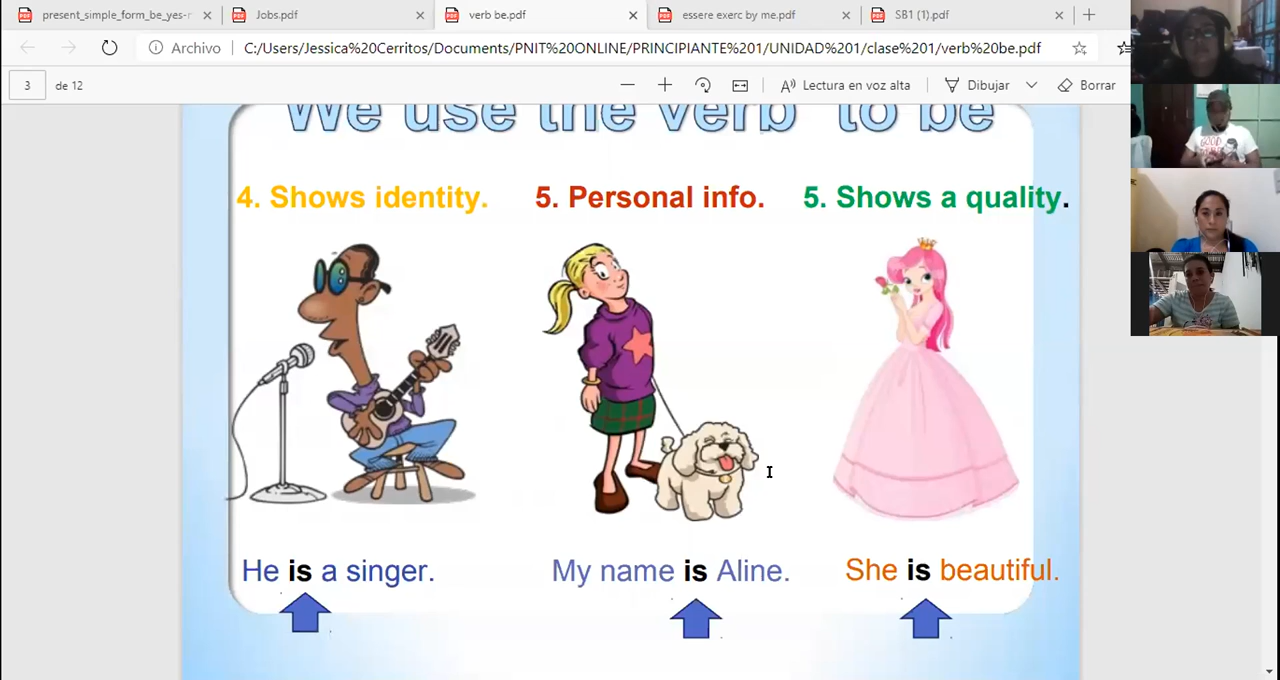 present_simple_form_be_yes-r
Jobs.pdf
verb be.pdf
essere exerc by me.pdf
SB1 (1).pdf
Archivo
C:/Users/Jessica%20Cerritos/Documents/PNIT%20ONLINE/PRINCIPIANTE%201/UNIDAD%201/clase%201/verb%20be.pdf
3 de 12
Lectura en voz alta
Dibujar
Borrar
We use the verb to be
4. Shows identity.
5. Personal info.
5. Shows a quality.
He is a singer.
My name is Aline.
She is beautiful.